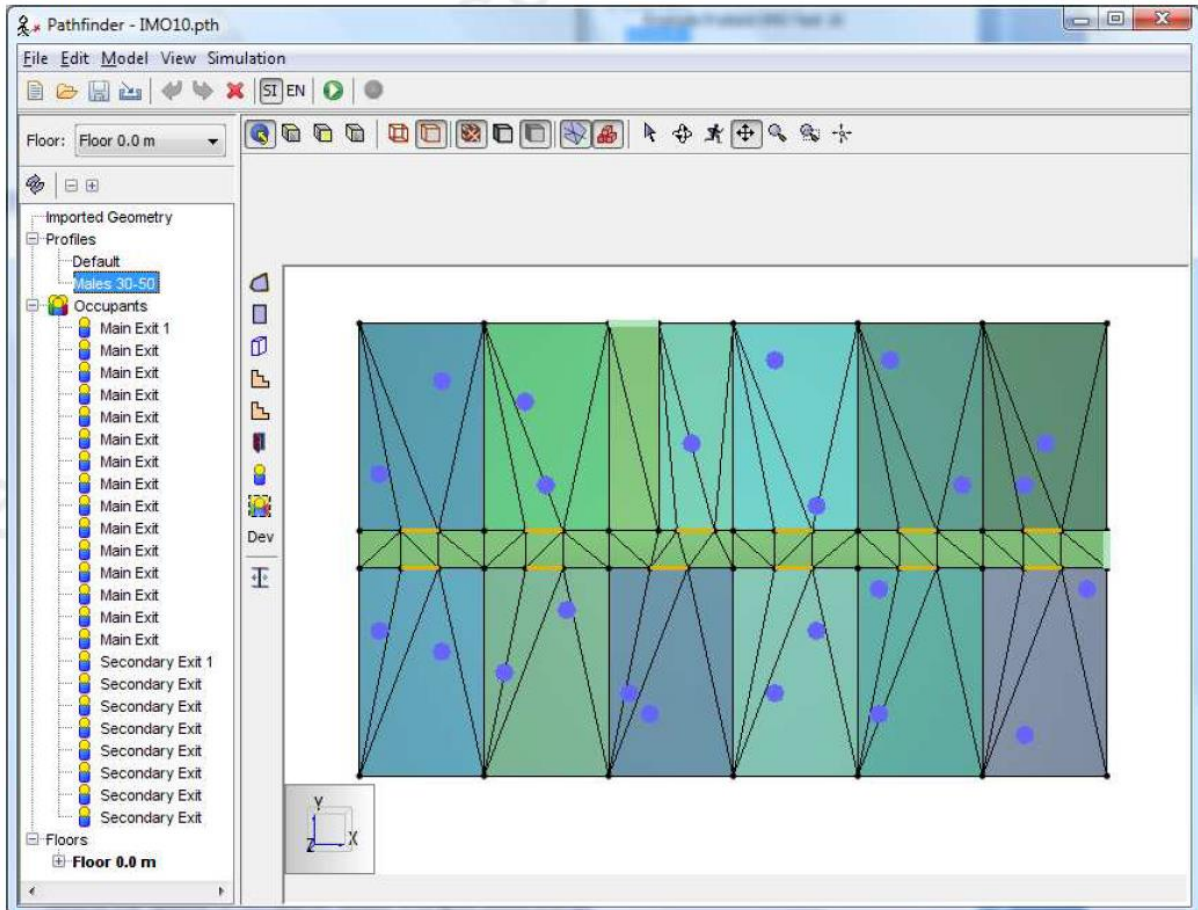 Pathfinder - IMO10.pth
File Edit Model View Simulation
SI EN
Floor: Floor 0.0 m
Imported Geometry
Profiles
Default
Males 30-50
Occupants
Main Exit 1
Main Exit
Main Exit
Main Exit
Main Exit
Main Exit
Main Exit
Main Exit
Main Exit
Main Exit
Main Exit
Main Exit
Main Exit
Main Exit
Main Exit
Secondary Exit 1
Secondary Exit
Secondary Exit
Secondary Exit
Secondary Exit
Secondary Exit
Secondary Exit
Secondary Exit
Floors
Floor 0.0 m
Dev
Y
Z
X